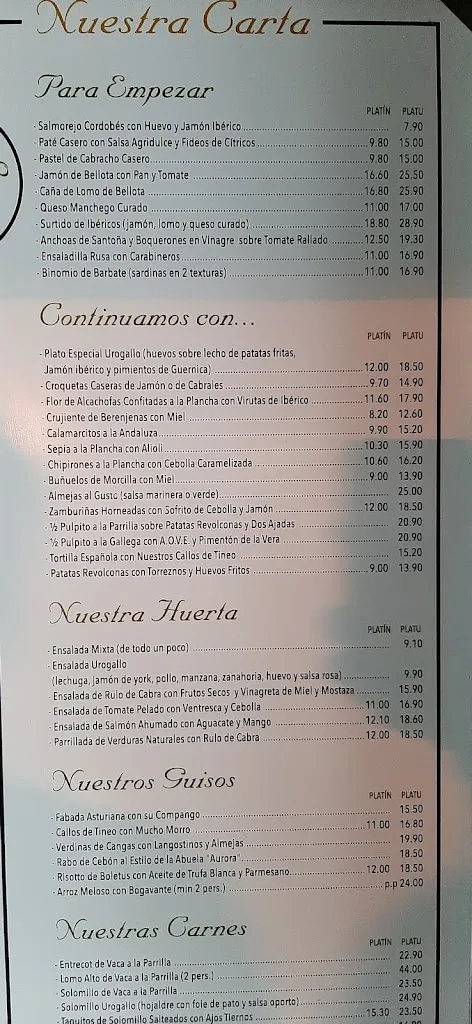 Nuestra Carta
Para Empezar
PLATÍN PLATU
- Salmorejo Cordobés con Huevo y Jamón Ibérico 7.90
- Paté Casero con Salsa Agridulce y Fideos de Cítricos 9.80 15.00
- Pastel de Cabracho Casero 9.80 15.00
- Jamón de Bellota con Pan y Tomate 16.60 25.50
- Caña de Lomo de Bellota 16.80 25.90
- Queso Manchego Curado 11.00 17.00
- Surtido de Ibéricos (jamón, lomo y queso curado) 18.80 28.90
- Anchoas de Santoña y Boquerones en Vinagre sobre Tomate Rallado 12.50 19.30
- Ensaladilla Rusa con Carabineros 11.00 16.90
- Binomio de Barbate (sardinas en 2 texturas) 11.00 16.90
Continuamos con...
PLATÍN PLATU
- Plato Especial Urogallo (huevos sobre lecho de patatas fritas,
Jamón ibérico y pimientos de Guernica) 12.00 18.50
- Croquetas Caseras de Jamón o de Cabrales 9.70 14.90
- Flor de Alcachofas Confitadas a la Plancha con Virutas de Ibérico 11.60 17.90
- Crujiente de Berenjenas con Miel 8.20 12.60
- Calamarcitos a la Andaluza 9.90 15.20
- Sepia a la Plancha con Alioli 10.30 15.90
- Chipirones a la Plancha con Cebolla Caramelizada 10.60 16.20
- Buñuelos de Morcilla con Miel 9.00 13.90
- Almejas al Gusto (salsa marinera o verde) 25.00
- Zamburiñas Horneadas con Sofrito de Cebolla y Jamón 12.00 18.50
- ½ Pulpito a la Parrilla sobre Patatas Revolconas y Dos Ajadas 20.90
- ½ Pulpito a la Gallega con A.O.V.E. y Pimentón de la Vera 20.90
- Tortilla Española con Nuestros Callos de Tineo 15.20
- Patatas Revolconas con Torreznos y Huevos Fritos 9.00 13.90
Nuestra Huerta
PLATÍN PLATU
- Ensalada Mixta (de todo un poco) 9.10
- Ensalada Urogallo
(lechuga, jamón de york, pollo, manzana, zanahoria, huevo y salsa rosa) 9.90
- Ensalada de Rulo de Cabra con Frutos Secos y Vinagreta de Miel y Mostaza 15.90
- Ensalada de Tomate Pelado con Ventresca y Cebolla 11.00 16.90
- Ensalada de Salmón Ahumado con Aguacate y Mango 12.10 18.60
- Parrillada de Verduras Naturales con Rulo de Cabra 12.00 18.50
Nuestros Guisos
PLATÍN PLATU
- Fabada Asturiana con su Compango 15.50
- Callos de Tineo con Mucho Morro 11.00 16.80
- Verdinas de Cangas con Langostinos y Almejas 19.90
- Rabo de Cebón al Estilo de la Abuela "Aurora" 18.50
- Risotto de Boletus con Aceite de Trufa Blanca y Parmesano 12.00 18.50
- Arroz Meloso con Bogavante (min 2 pers.) p.p 24.00
Nuestras Carnes
PLATÍN PLATU
- Entrecot de Vaca a la Parrilla 22.90
- Lomo Alto de Vaca a la Parrilla (2 pers.) 44.00
- Solomillo de Vaca a la Parrilla 23.50
- Solomillo Urogallo (hojaldre con foie de pato y salsa oporto) 24.90
- Taquitos de Solomillo Salteados con Ajos Tiernos 15.30 23.50